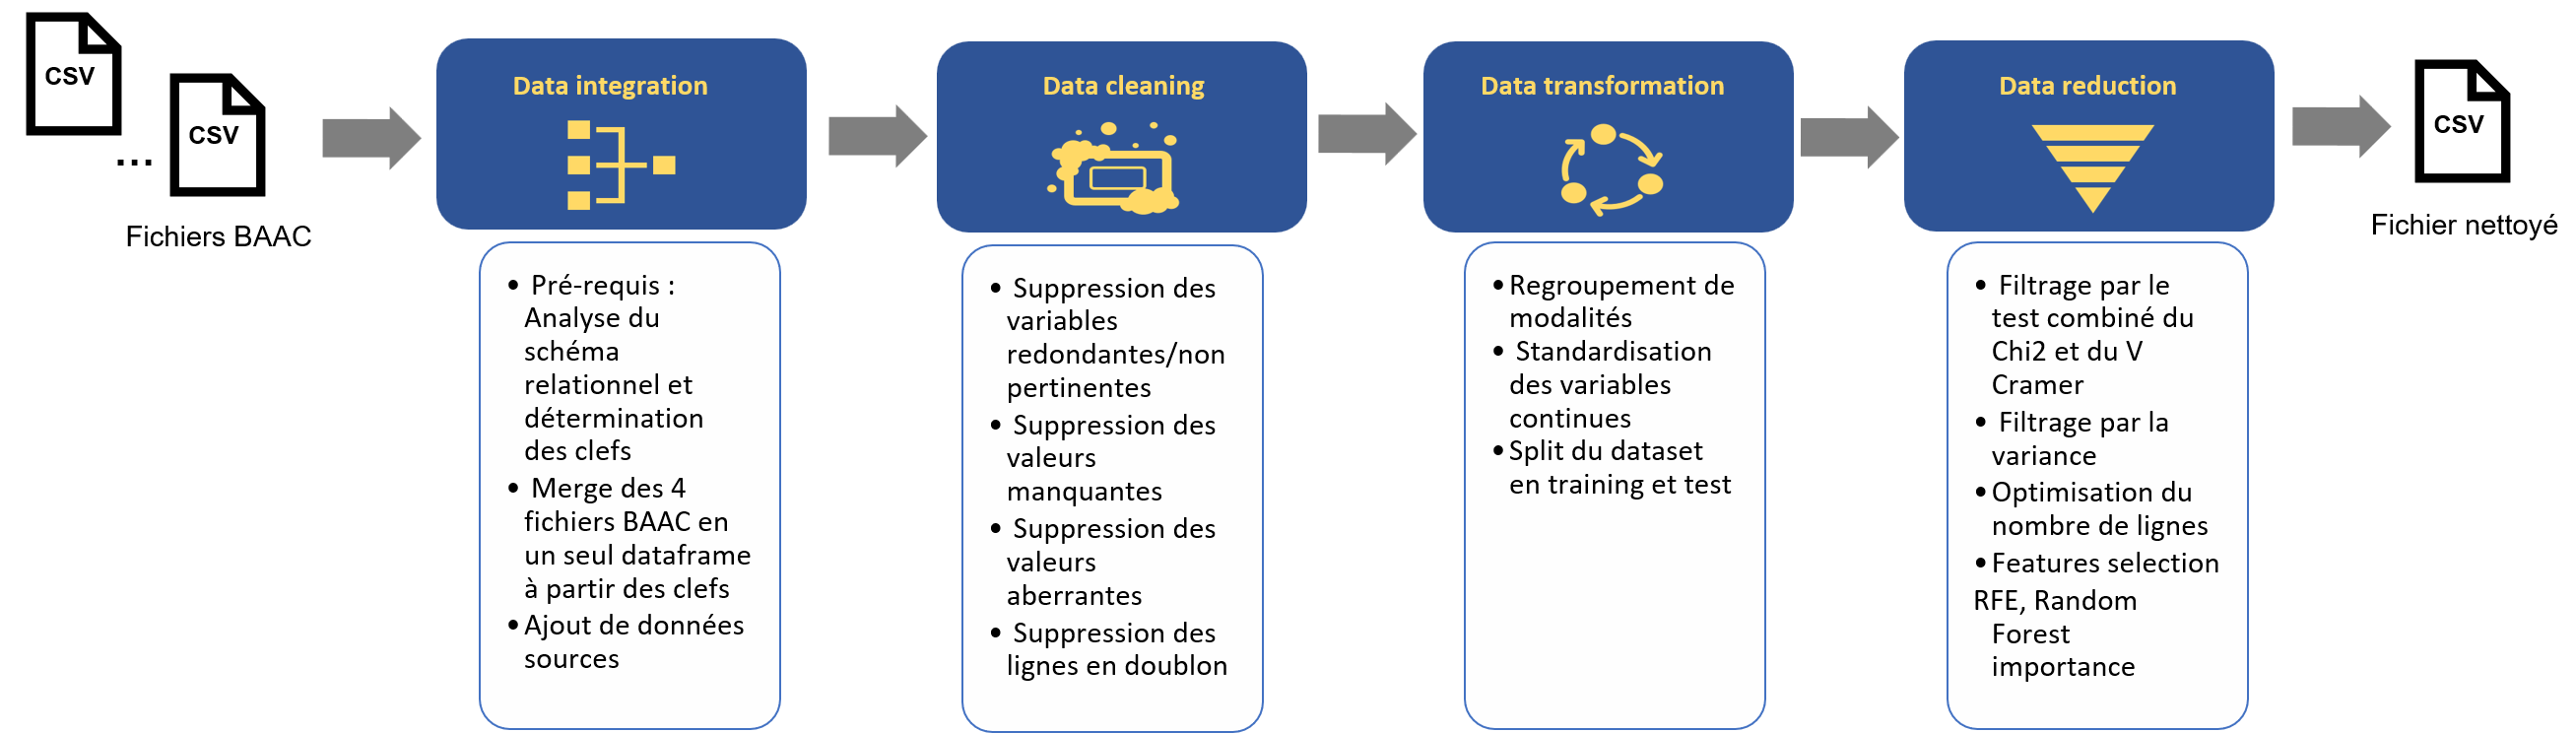 CSV
...
CSV
Fichiers BAAC
Data integration
• Pré-requis :
Analyse du
schéma
relationnel et
détermination
des clefs
• Merge des 4
fichiers BAAC en
un seul dataframe
à partir des clefs
•Ajout de données
sources
Data cleaning
• Suppression des
variables
redondantes/non
pertinentes
• Suppression des
valeurs
manquantes
• Suppression des
valeurs
aberrantes
• Suppression des
lignes en doublon
Data transformation
•Regroupement de
modalités
• Standardisation
des variables
continues
•Split du dataset
en training et test
Data reduction
• Filtrage par le
test combiné du
Chi2 et du V
Cramer
• Filtrage par la
variance
•Optimisation du
nombre de lignes
•Features selection
RFE, Random
Forest
importance
CSV
Fichier nettoyé